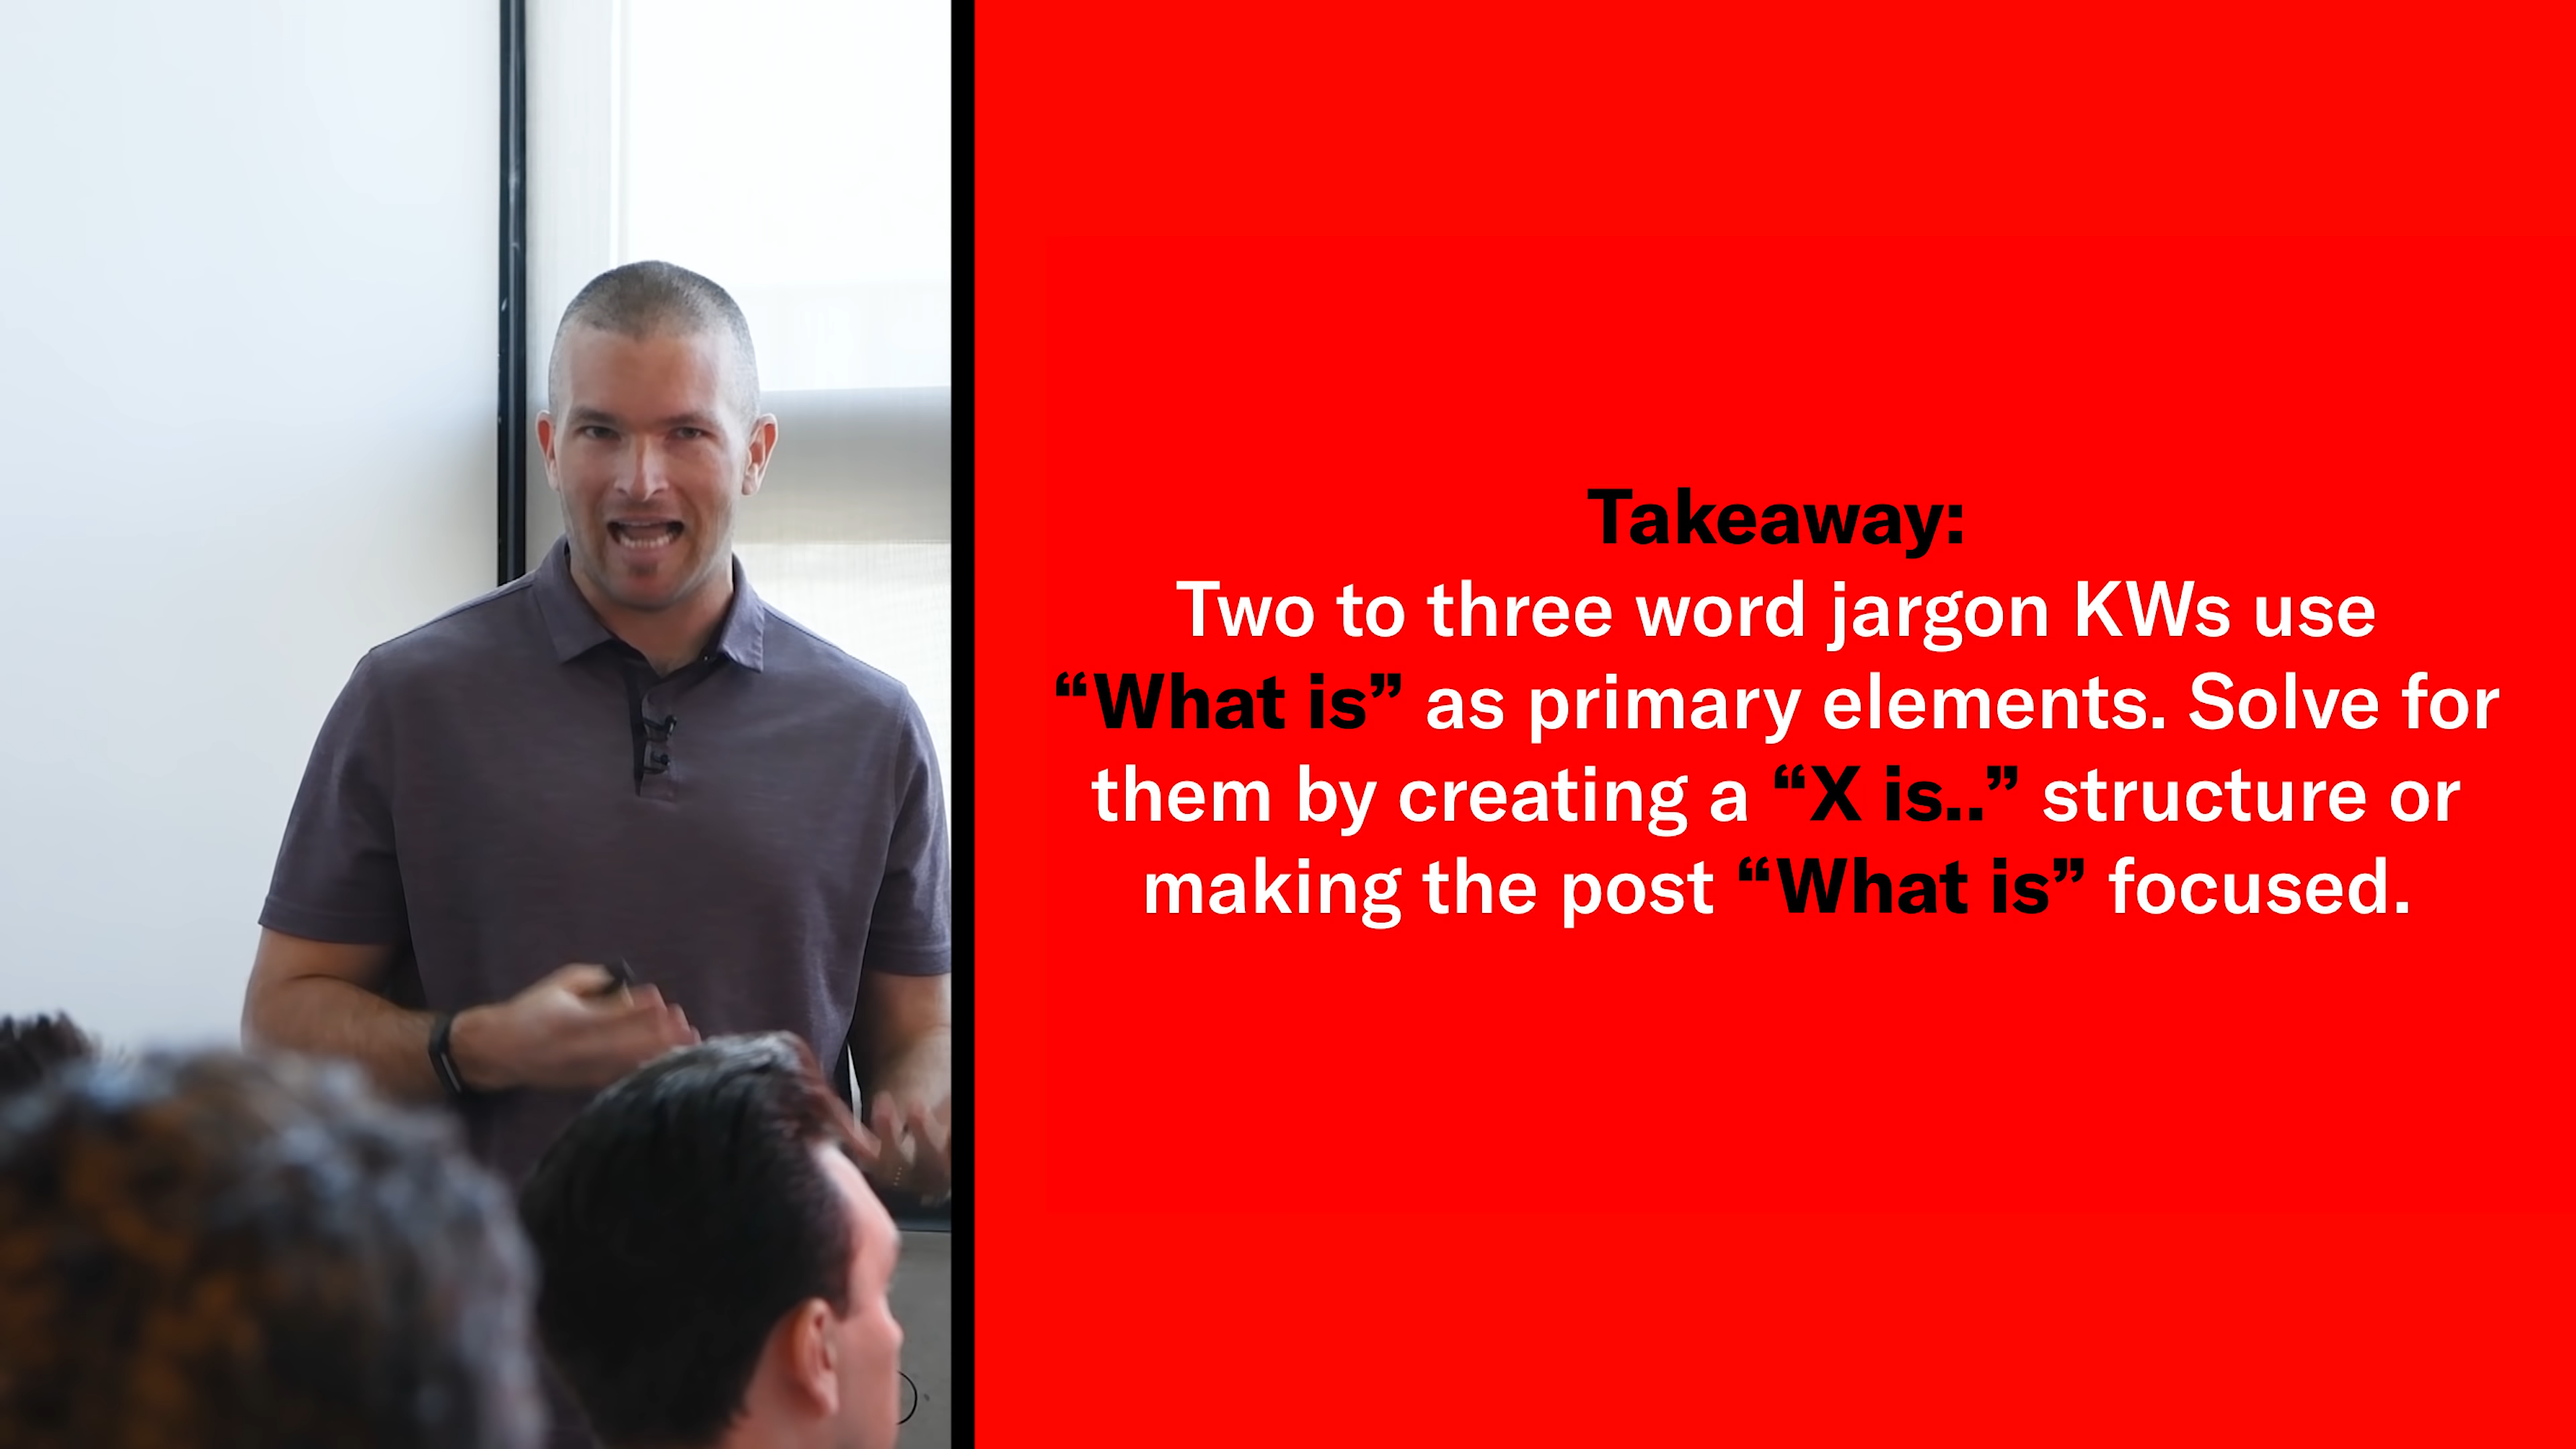 Takeaway:
Two to three word jargon KWs use
“What is” as primary elements. Solve for
them by creating a “X is..” structure or
making the post “What is” focused.